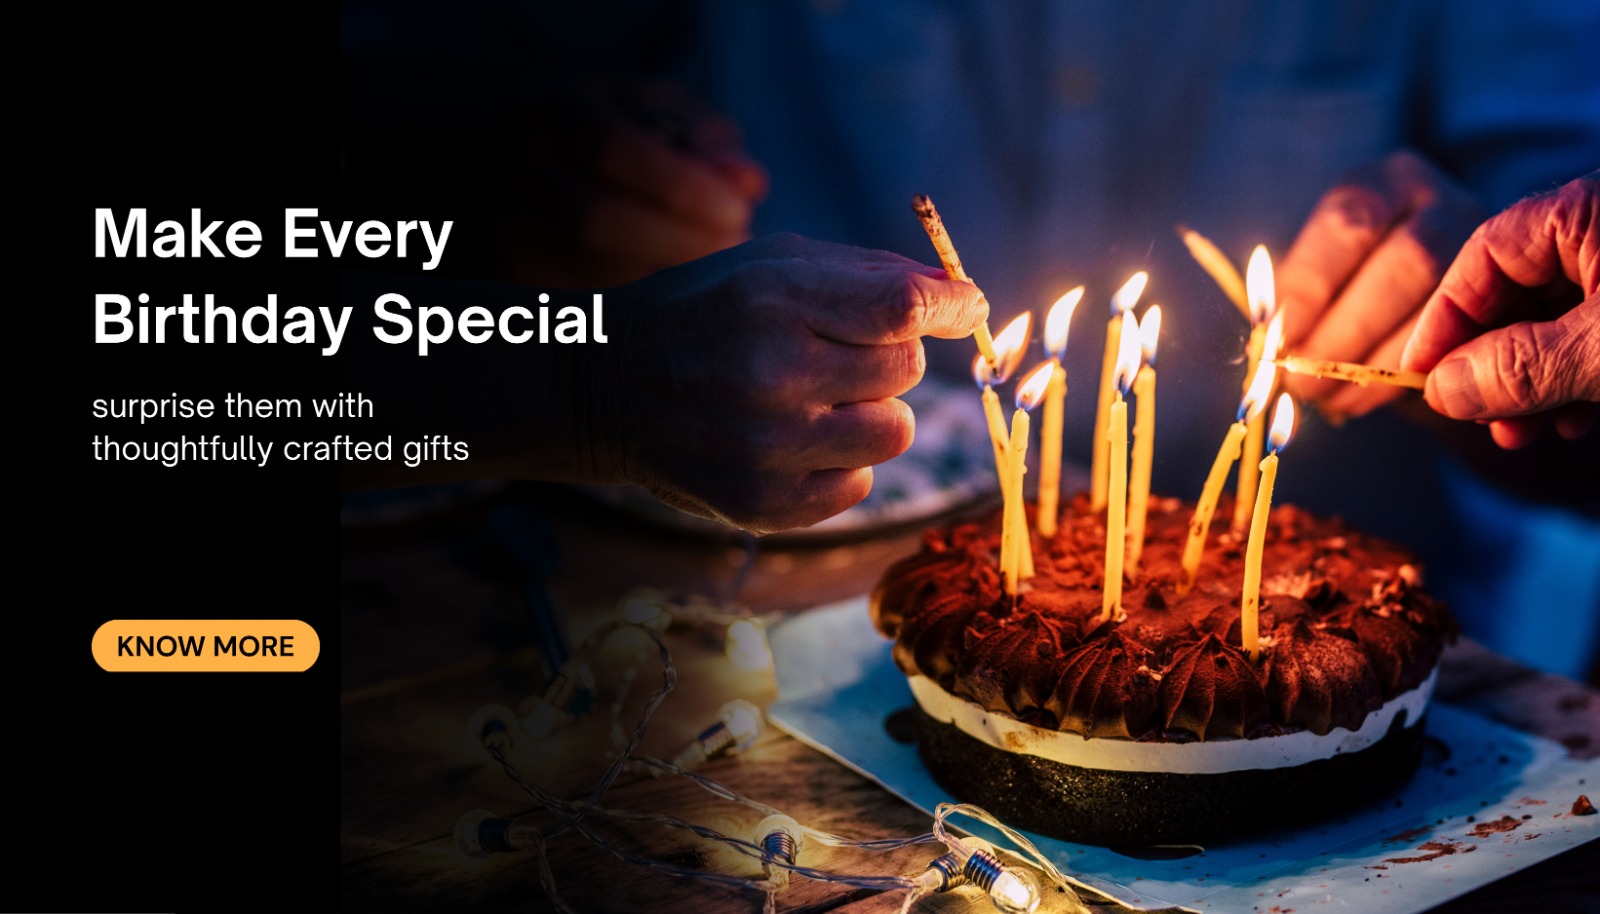 Make Every
Birthday Special
surprise them with
thoughtfully crafted gifts
KNOW MORE